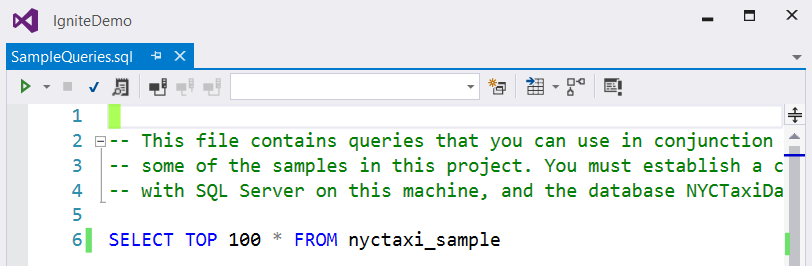 IgniteDemo
SampleQueries.sql
1
2 -- This file contains queries that you can use in conjunction
3 -- some of the samples in this project. You must establish a c
4 -- with SQL Server on this machine, and the database NYCTaxiDa
5
6 SELECT TOP 100 * FROM nyctaxi_sample